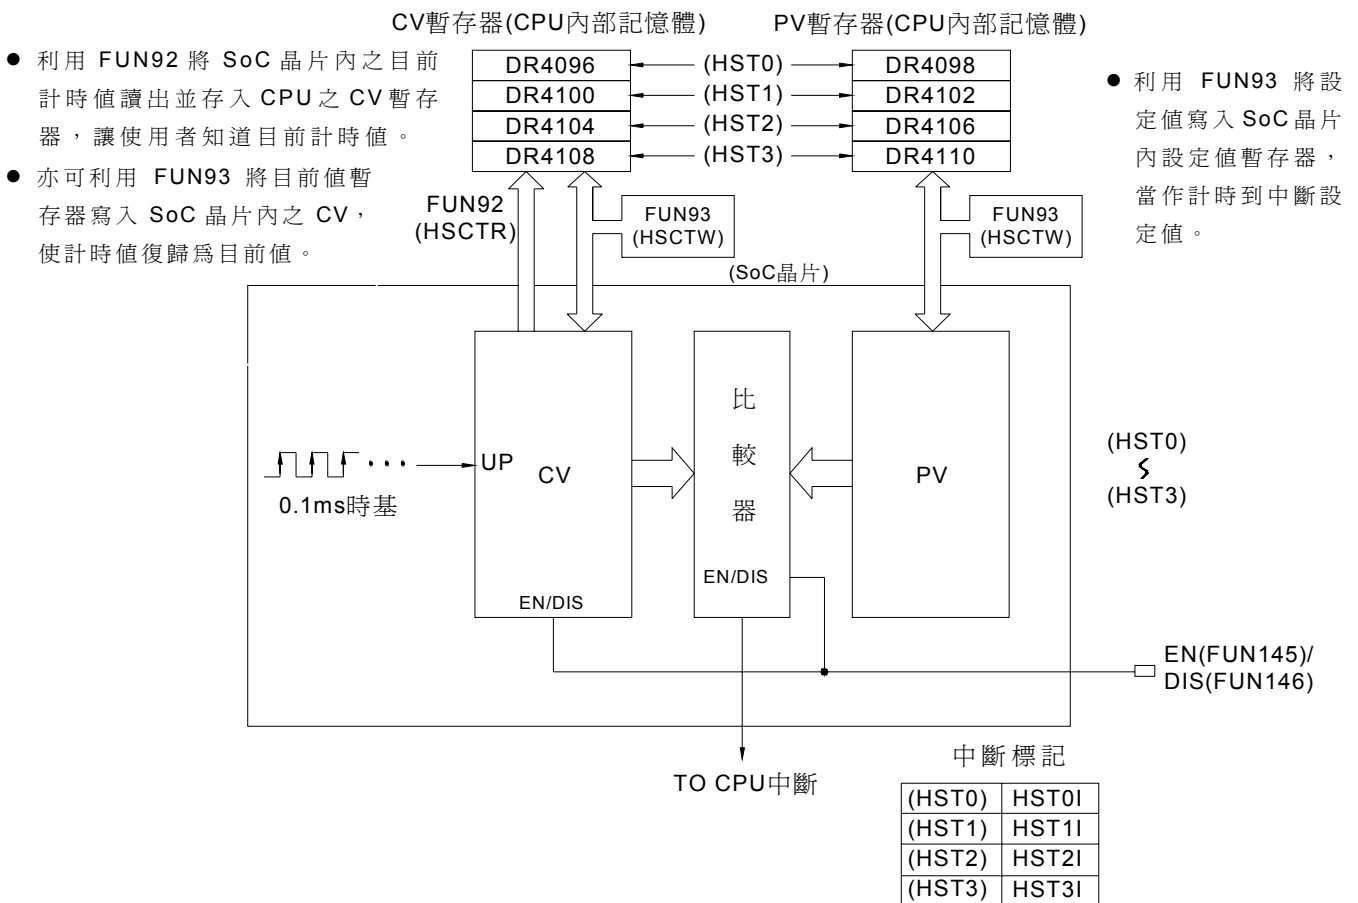 CV暫存器(CPU內部記憶體)
PV暫存器(CPU內部記憶體)
● 利用 FUN92 將 SoC 晶片內之目前
計時値讀出並存入 CPU 之 CV 暫存
器，讓使用者知道目前計時値。
● 亦可利用 FUN93 將目前値暫
存器寫入 SoC 晶片內之 CV，
使計時値復歸爲目前値。
DR4096
(HST0)
DR4098
DR4100
(HST1)
DR4102
DR4104
(HST2)
DR4106
DR4108
(HST3)
DR4110
● 利用 FUN93 將設
定値寫入 SoC 晶片
內設定値暫存器，
當作計時到中斷設
定値。
FUN92
(HSCTR)
FUN93
(HSCTW)
FUN93
(HSCTW)
(SoC晶片)
0.1ms時基
UP
CV
EN/DIS
比
較
器
EN/DIS
PV
(HST0)
(HST3)
EN(FUN145)/
DIS(FUN146)
TO CPU中斷
中斷標記
(HST0) HST0I
(HST1) HST1I
(HST2) HST2I
(HST3) HST3I